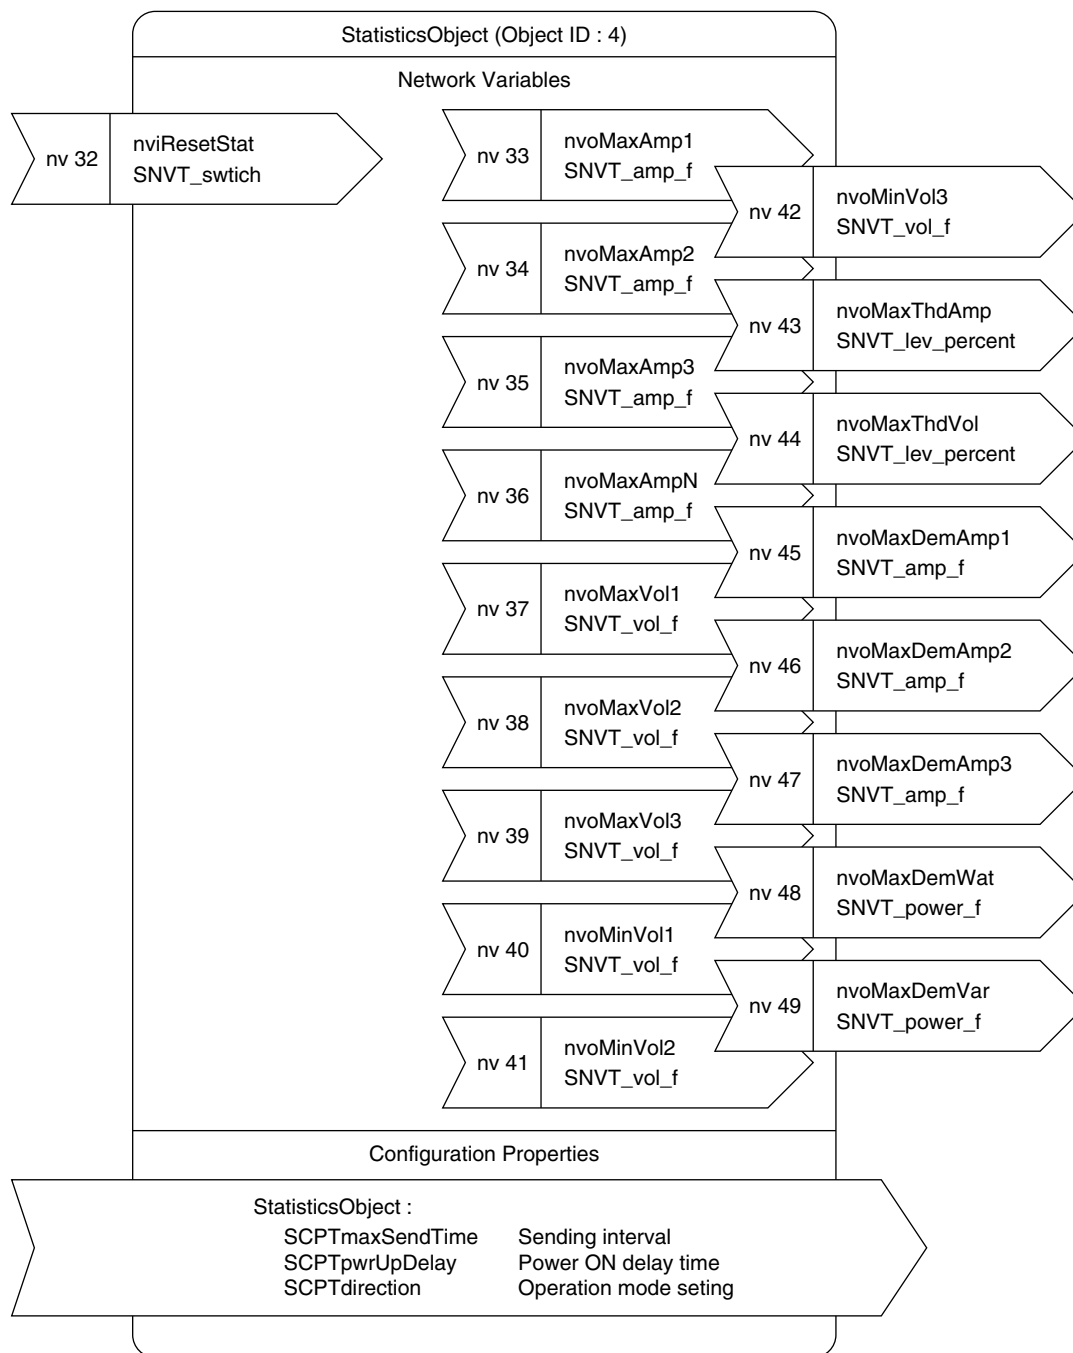 StatisticsObject (Object ID : 4)
Network Variables
nv 32
nviResetStat
SNVT_swtich
nv 33
nvoMaxAmp1
SNVT_amp_f
nv 34
nvoMaxAmp2
SNVT_amp_f
nv 35
nvoMaxAmp3
SNVT_amp_f
nv 36
nvoMaxAmpN
SNVT_amp_f
nv 37
nvoMaxVol1
SNVT_vol_f
nv 38
nvoMaxVol2
SNVT_vol_f
nv 39
nvoMaxVol3
SNVT_vol_f
nv 40
nvoMinVol1
SNVT_vol_f
nv 41
nvoMinVol2
SNVT_vol_f
nv 42
nvoMinVol3
SNVT_vol_f
nv 43
nvoMaxThdAmp
SNVT_lev_percent
nv 44
nvoMaxThdVol
SNVT_lev_percent
nv 45
nvoMaxDemAmp1
SNVT_amp_f
nv 46
nvoMaxDemAmp2
SNVT_amp_f
nv 47
nvoMaxDemAmp3
SNVT_amp_f
nv 48
nvoMaxDemWat
SNVT_power_f
nv 49
nvoMaxDemVar
SNVT_power_f
Configuration Properties
StatisticsObject :
SCPTmaxSendTime Sending interval
SCPTpwrUpDelay Power ON delay time
SCPTdirection Operation mode seting